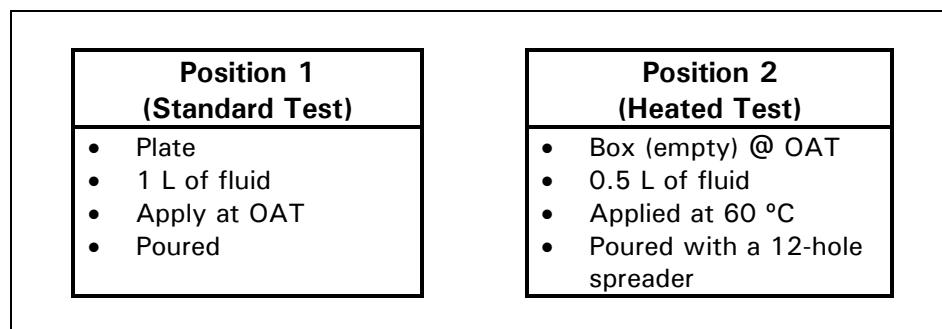 Position 1
(Standard Test)
• Plate
• 1 L of fluid
• Apply at OAT
• Poured
Position 2
(Heated Test)
• Box (empty) @ OAT
• 0.5 L of fluid
• Applied at 60 ºC
• Poured with a 12-hole
spreader